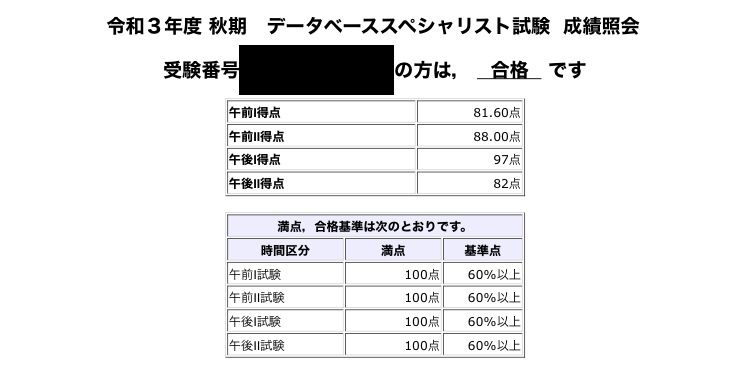 令和３年度 秋期　データベーススペシャリスト試験 成績照会
受験番号 の方は， 合格 です
午前I得点 81.60点
午前II得点 88.00点
午後I得点 97点
午後II得点 82点
満点，合格基準は次のとおりです。
時間区分 満点 基準点
午前I試験 100点 60%以上
午前II試験 100点 60%以上
午後I試験 100点 60%以上
午後II試験 100点 60%以上